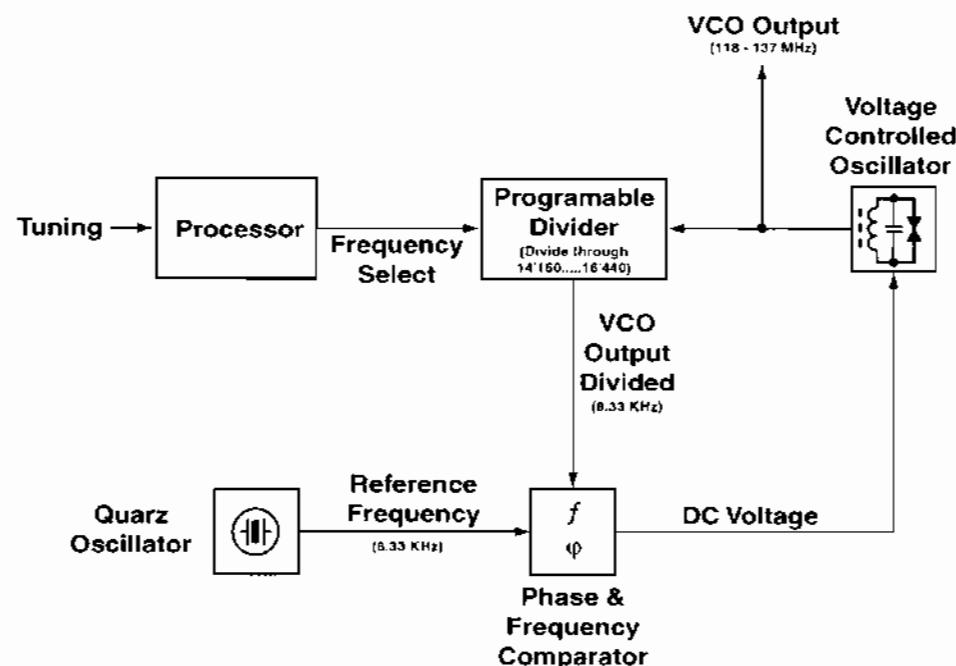 VCO Output
(118 - 137 MHz)
Voltage
Controlled
Oscillator
Programable
Divider
(Divide through
14'160.....16'440)
Tuning
Processor
Frequency
Select
VCO
Output
Divided
(8.33 KHz)
Reference
Frequency
(8.33 KHz)
Quarz
Oscillator
f
φ
DC Voltage
Phase &
Frequency
Comparator